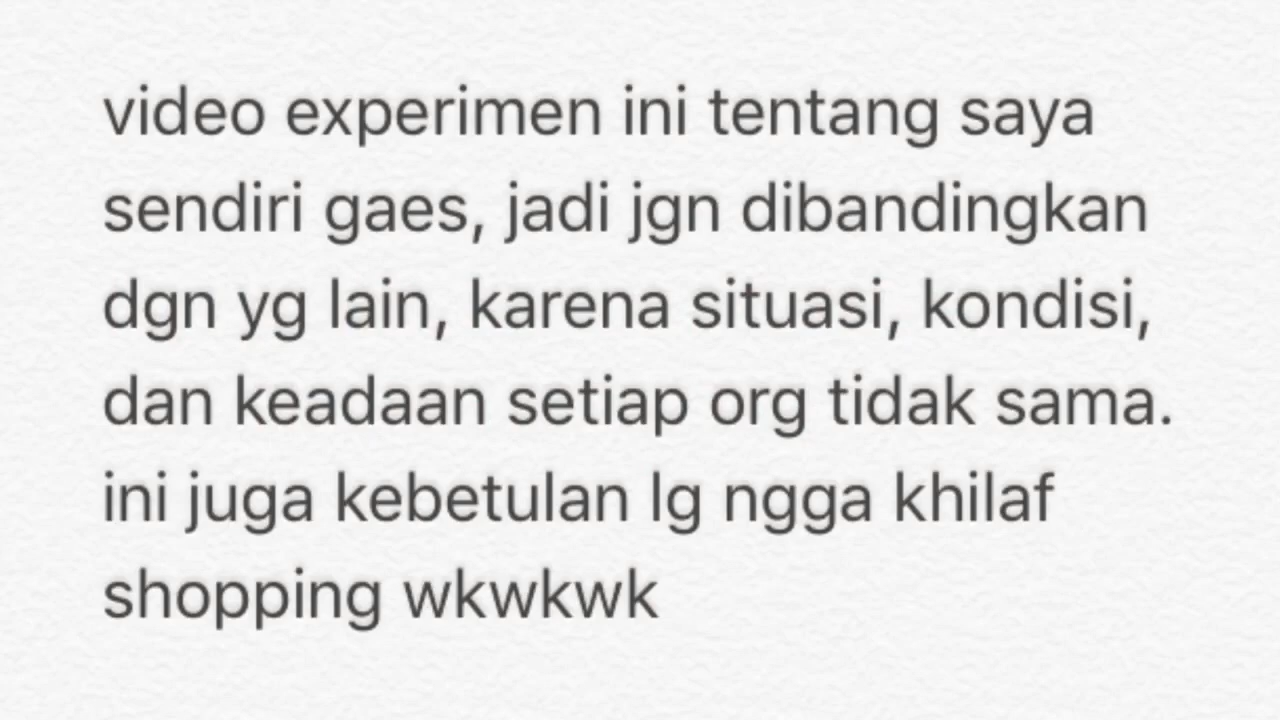 video experimen ini tentang saya
sendiri gaes, jadi jgn dibandingkan
dgn yg lain, karena situasi, kondisi,
dan keadaan setiap org tidak sama.
ini juga kebetulan lg ngga khilaf
shopping wkwkwk